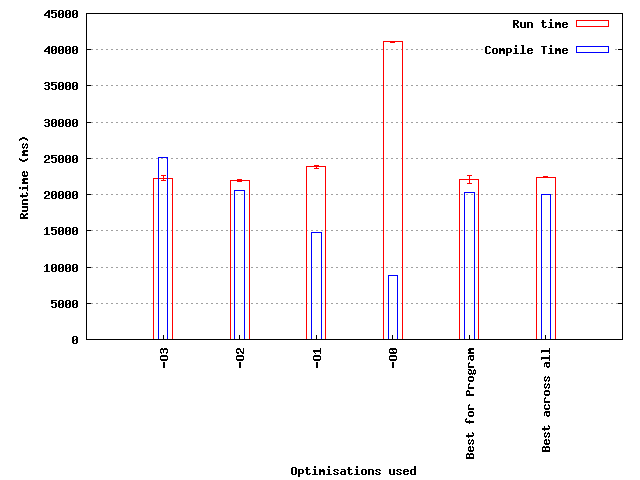 45000
40000
35000
30000
25000
20000
15000
10000
5000
0
Runtime (ms)
Run time
Compile Time
-O3
-O2
-O1
-O0
Best for Program
Best across all
Optimisations used